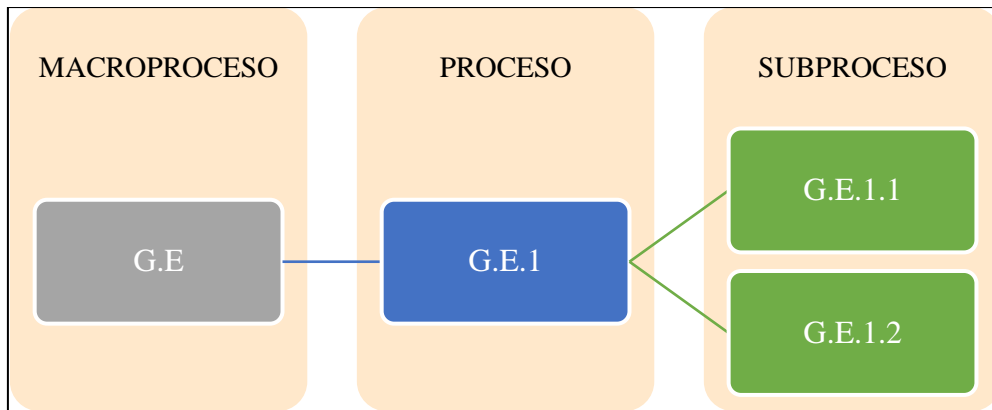 MACROPROCESO
PROCESO
SUBPROCESO
G.E
G.E.1
G.E.1.1
G.E.1.2